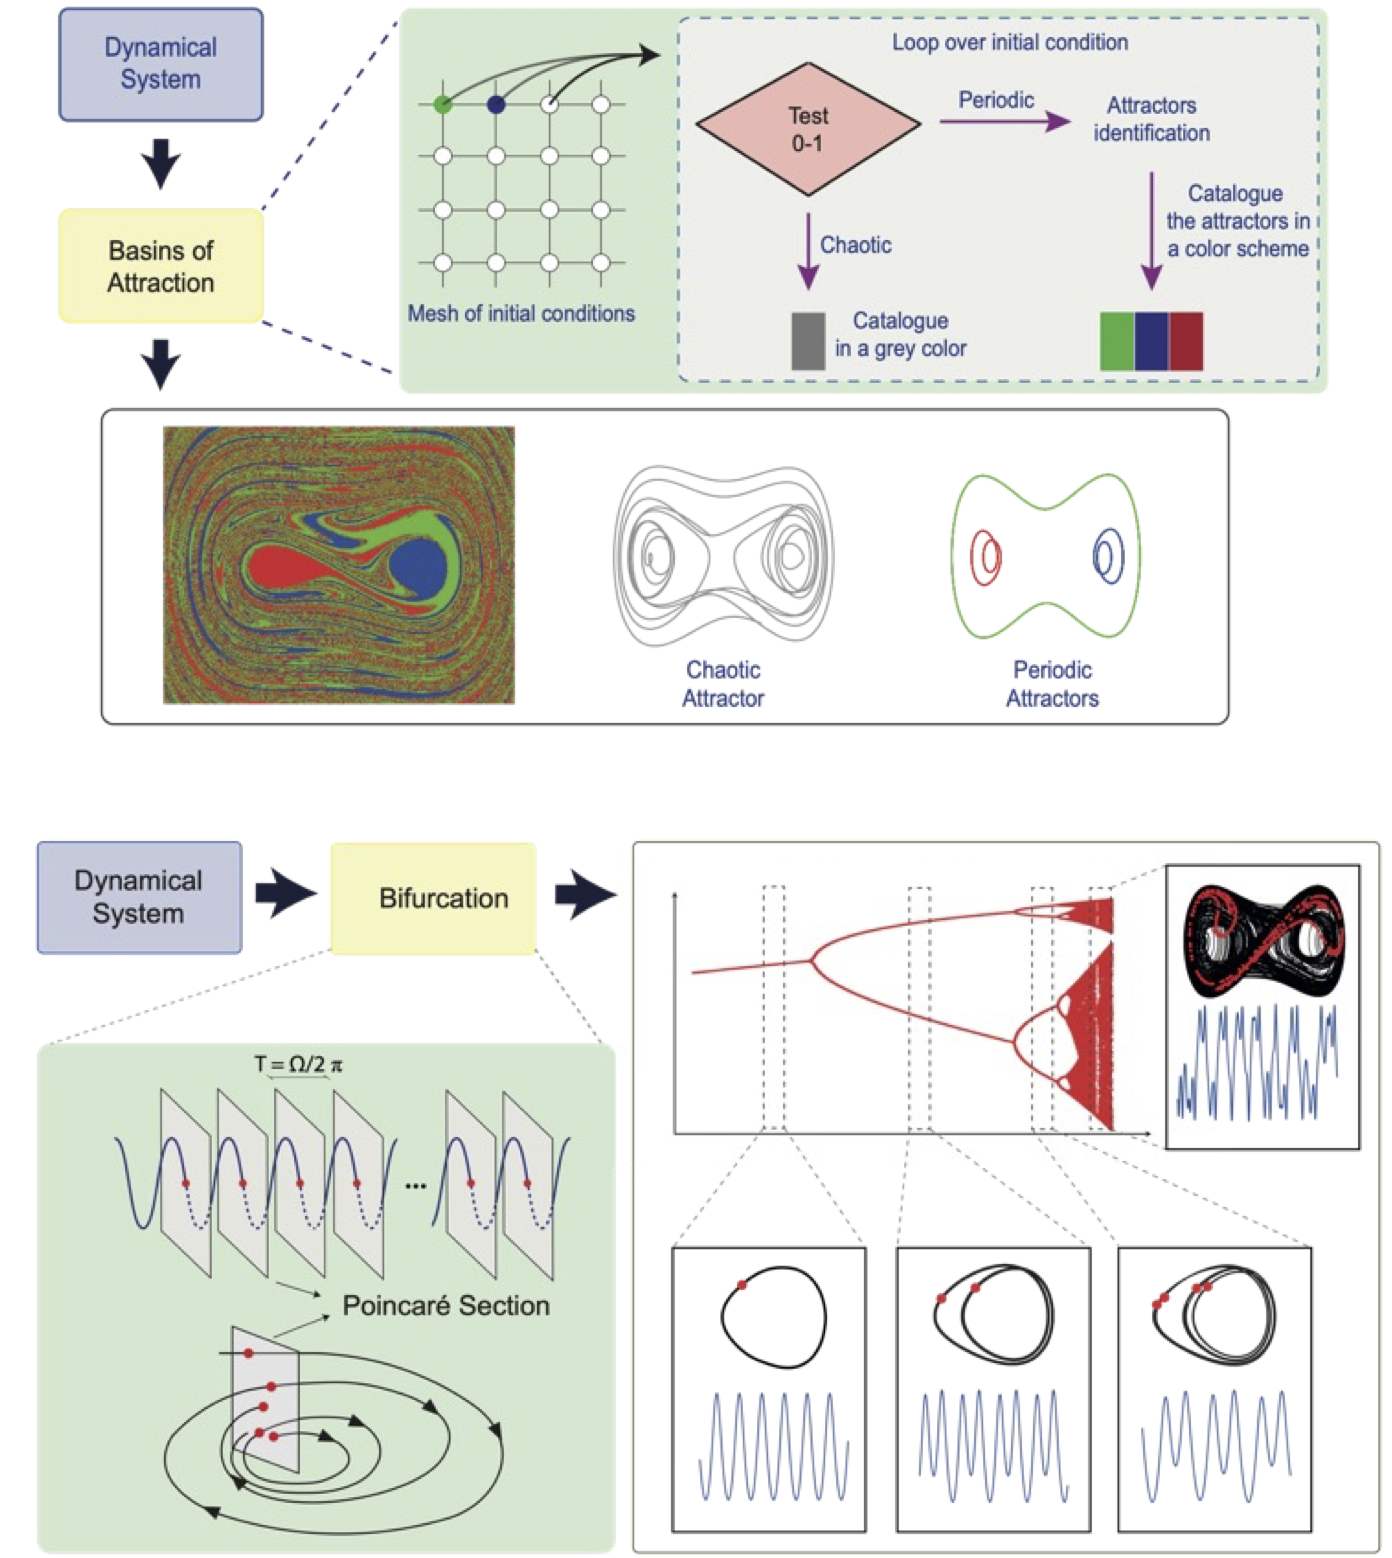 Dynamical
System
Basins of
Attraction
Mesh of initial conditions
Loop over initial condition
Test
0-1
Periodic
Attractors
identification
Chaotic
Catalogue
the attractors in
a color scheme
Catalogue
in a grey color
Chaotic
Attractor
Periodic
Attractors
Dynamical
System
Bifurcation
T = Ω/2 π
...
Poincaré Section